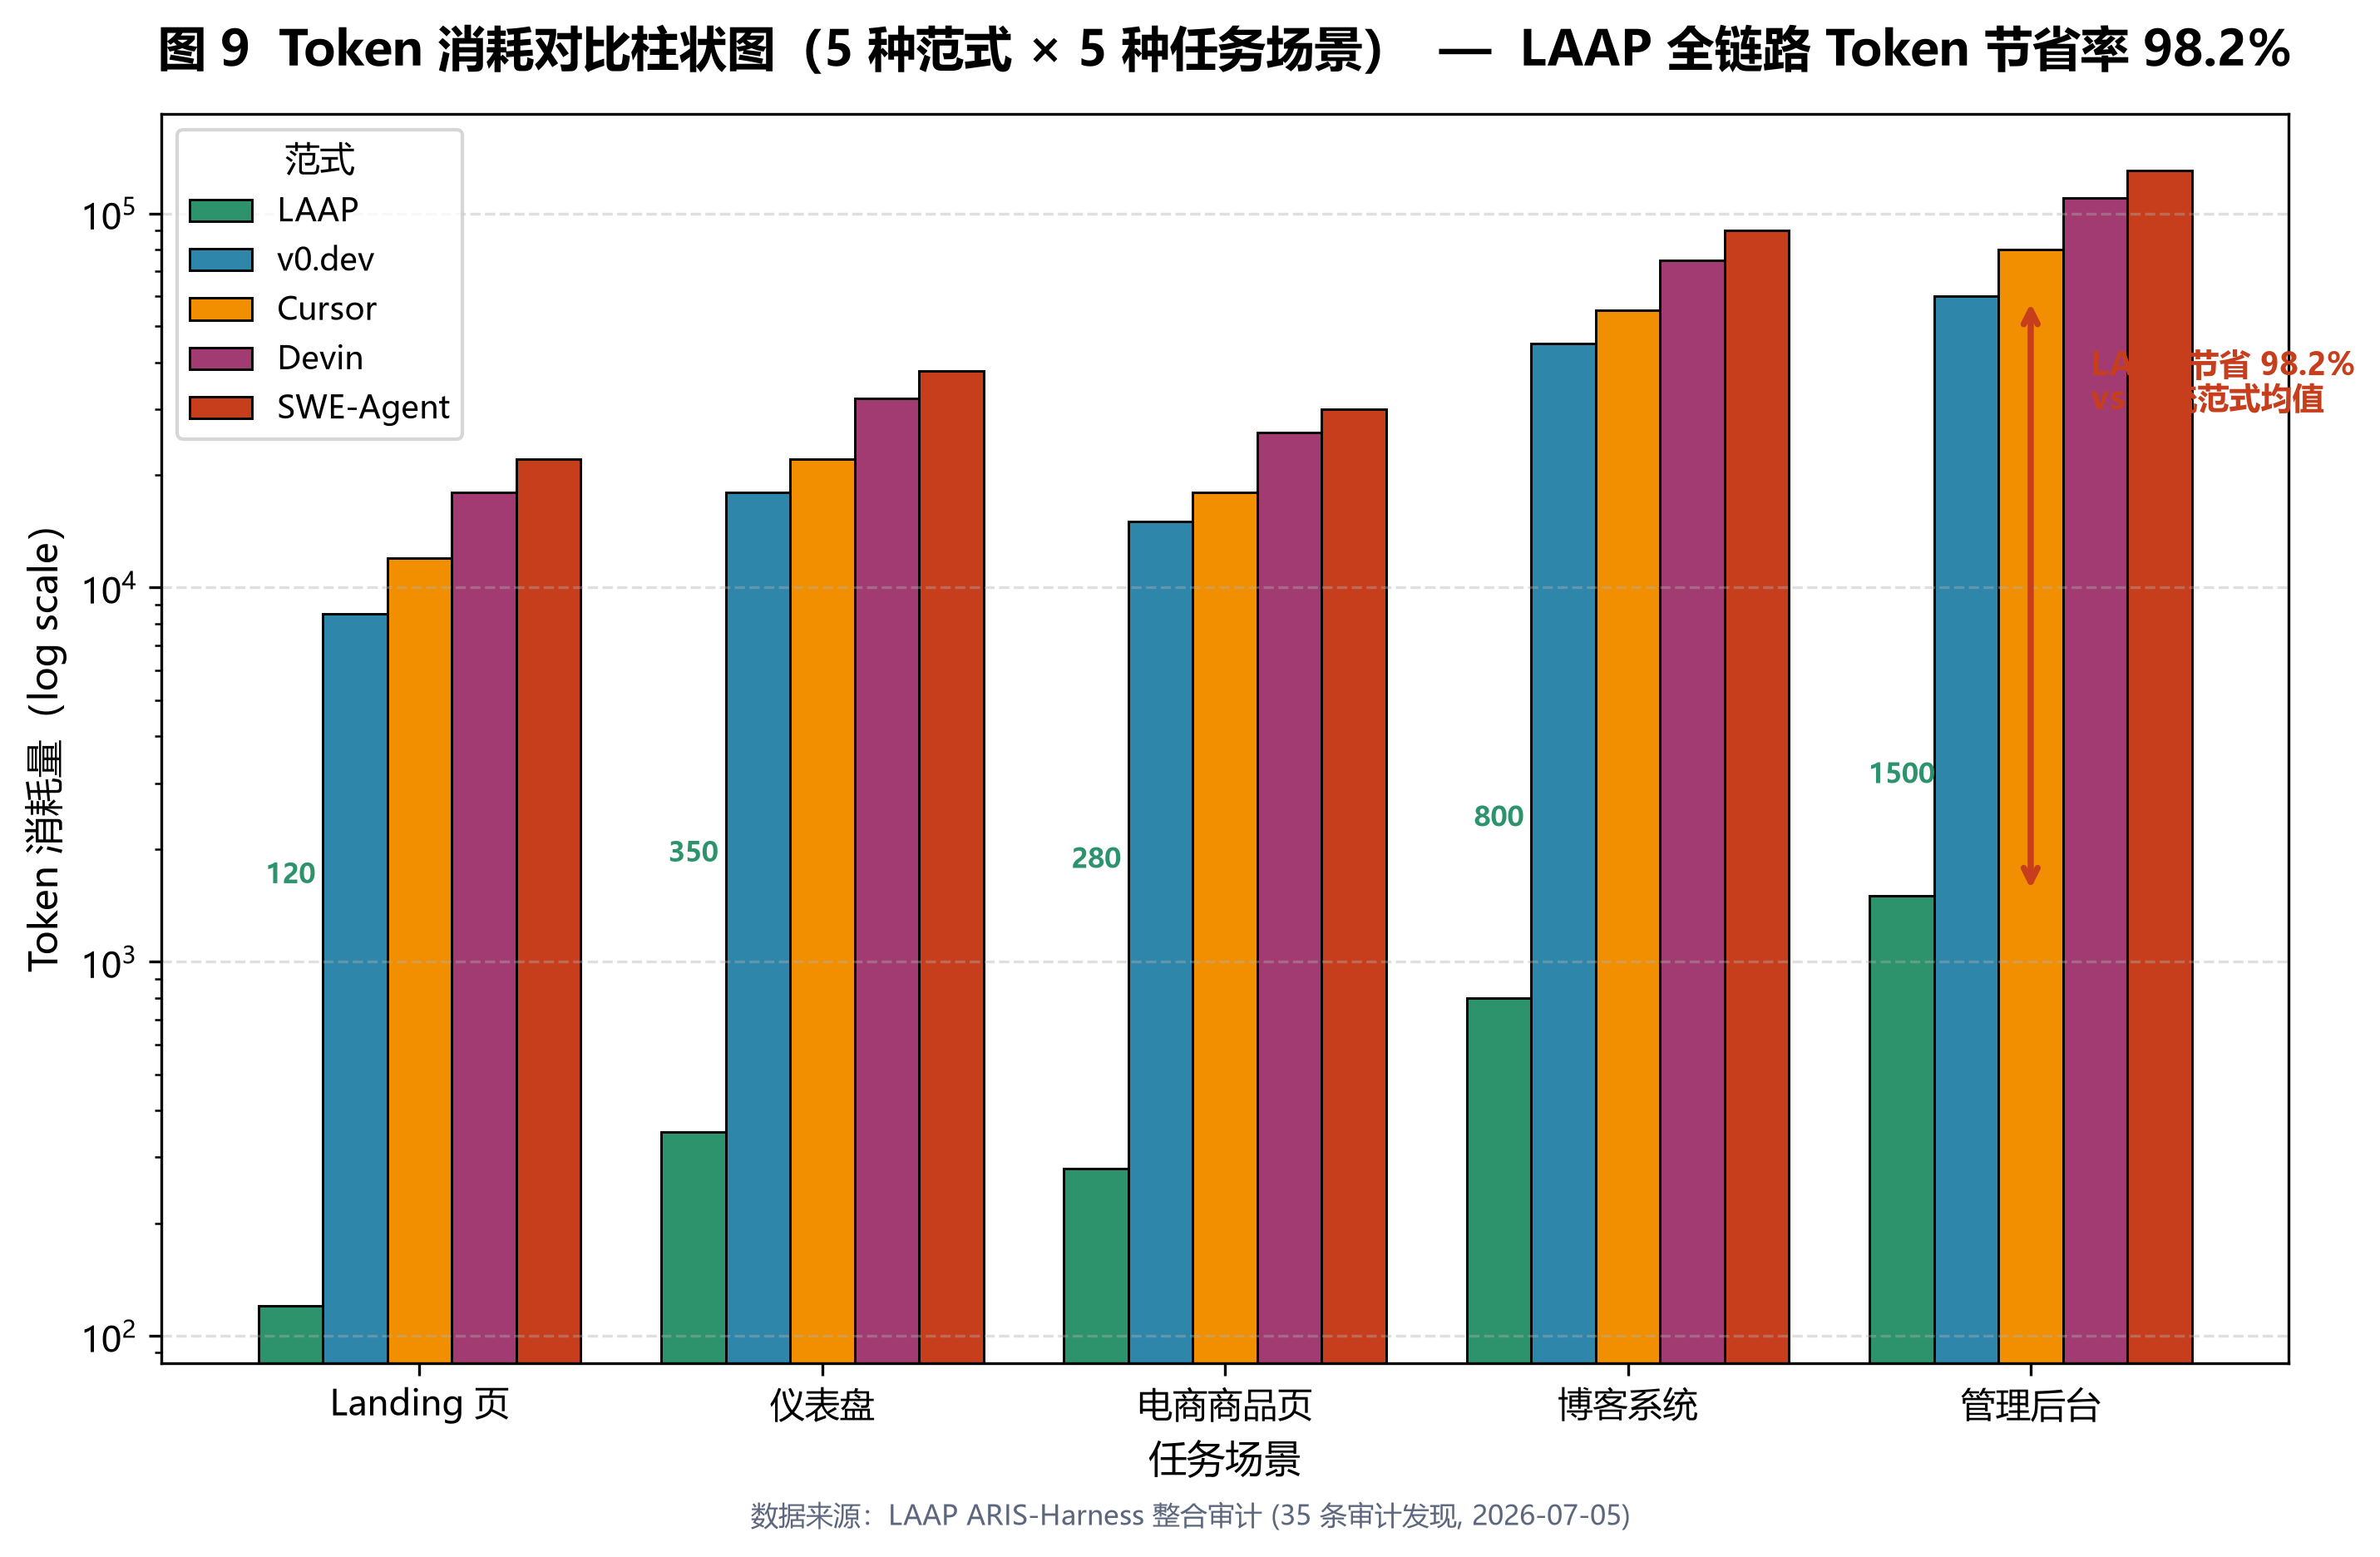 图 9 Token 消耗对比柱状图（5 种范式 × 5 种任务场景） — LAAP 全链路 Token 节省率 98.2%
范式
LAAP
v0.dev
Cursor
Devin
SWE-Agent
Token 消耗量 (log scale)
10⁵
10⁴
10³
10²
120
350
280
800
1500
节省 98.2%
vs 范式均值
Landing 页
仪表盘
电商商品页
博客系统
管理后台
任务场景
数据来源：LAAP ARIS-Harness 整合审计 (35 条审计发现, 2026-07-05)